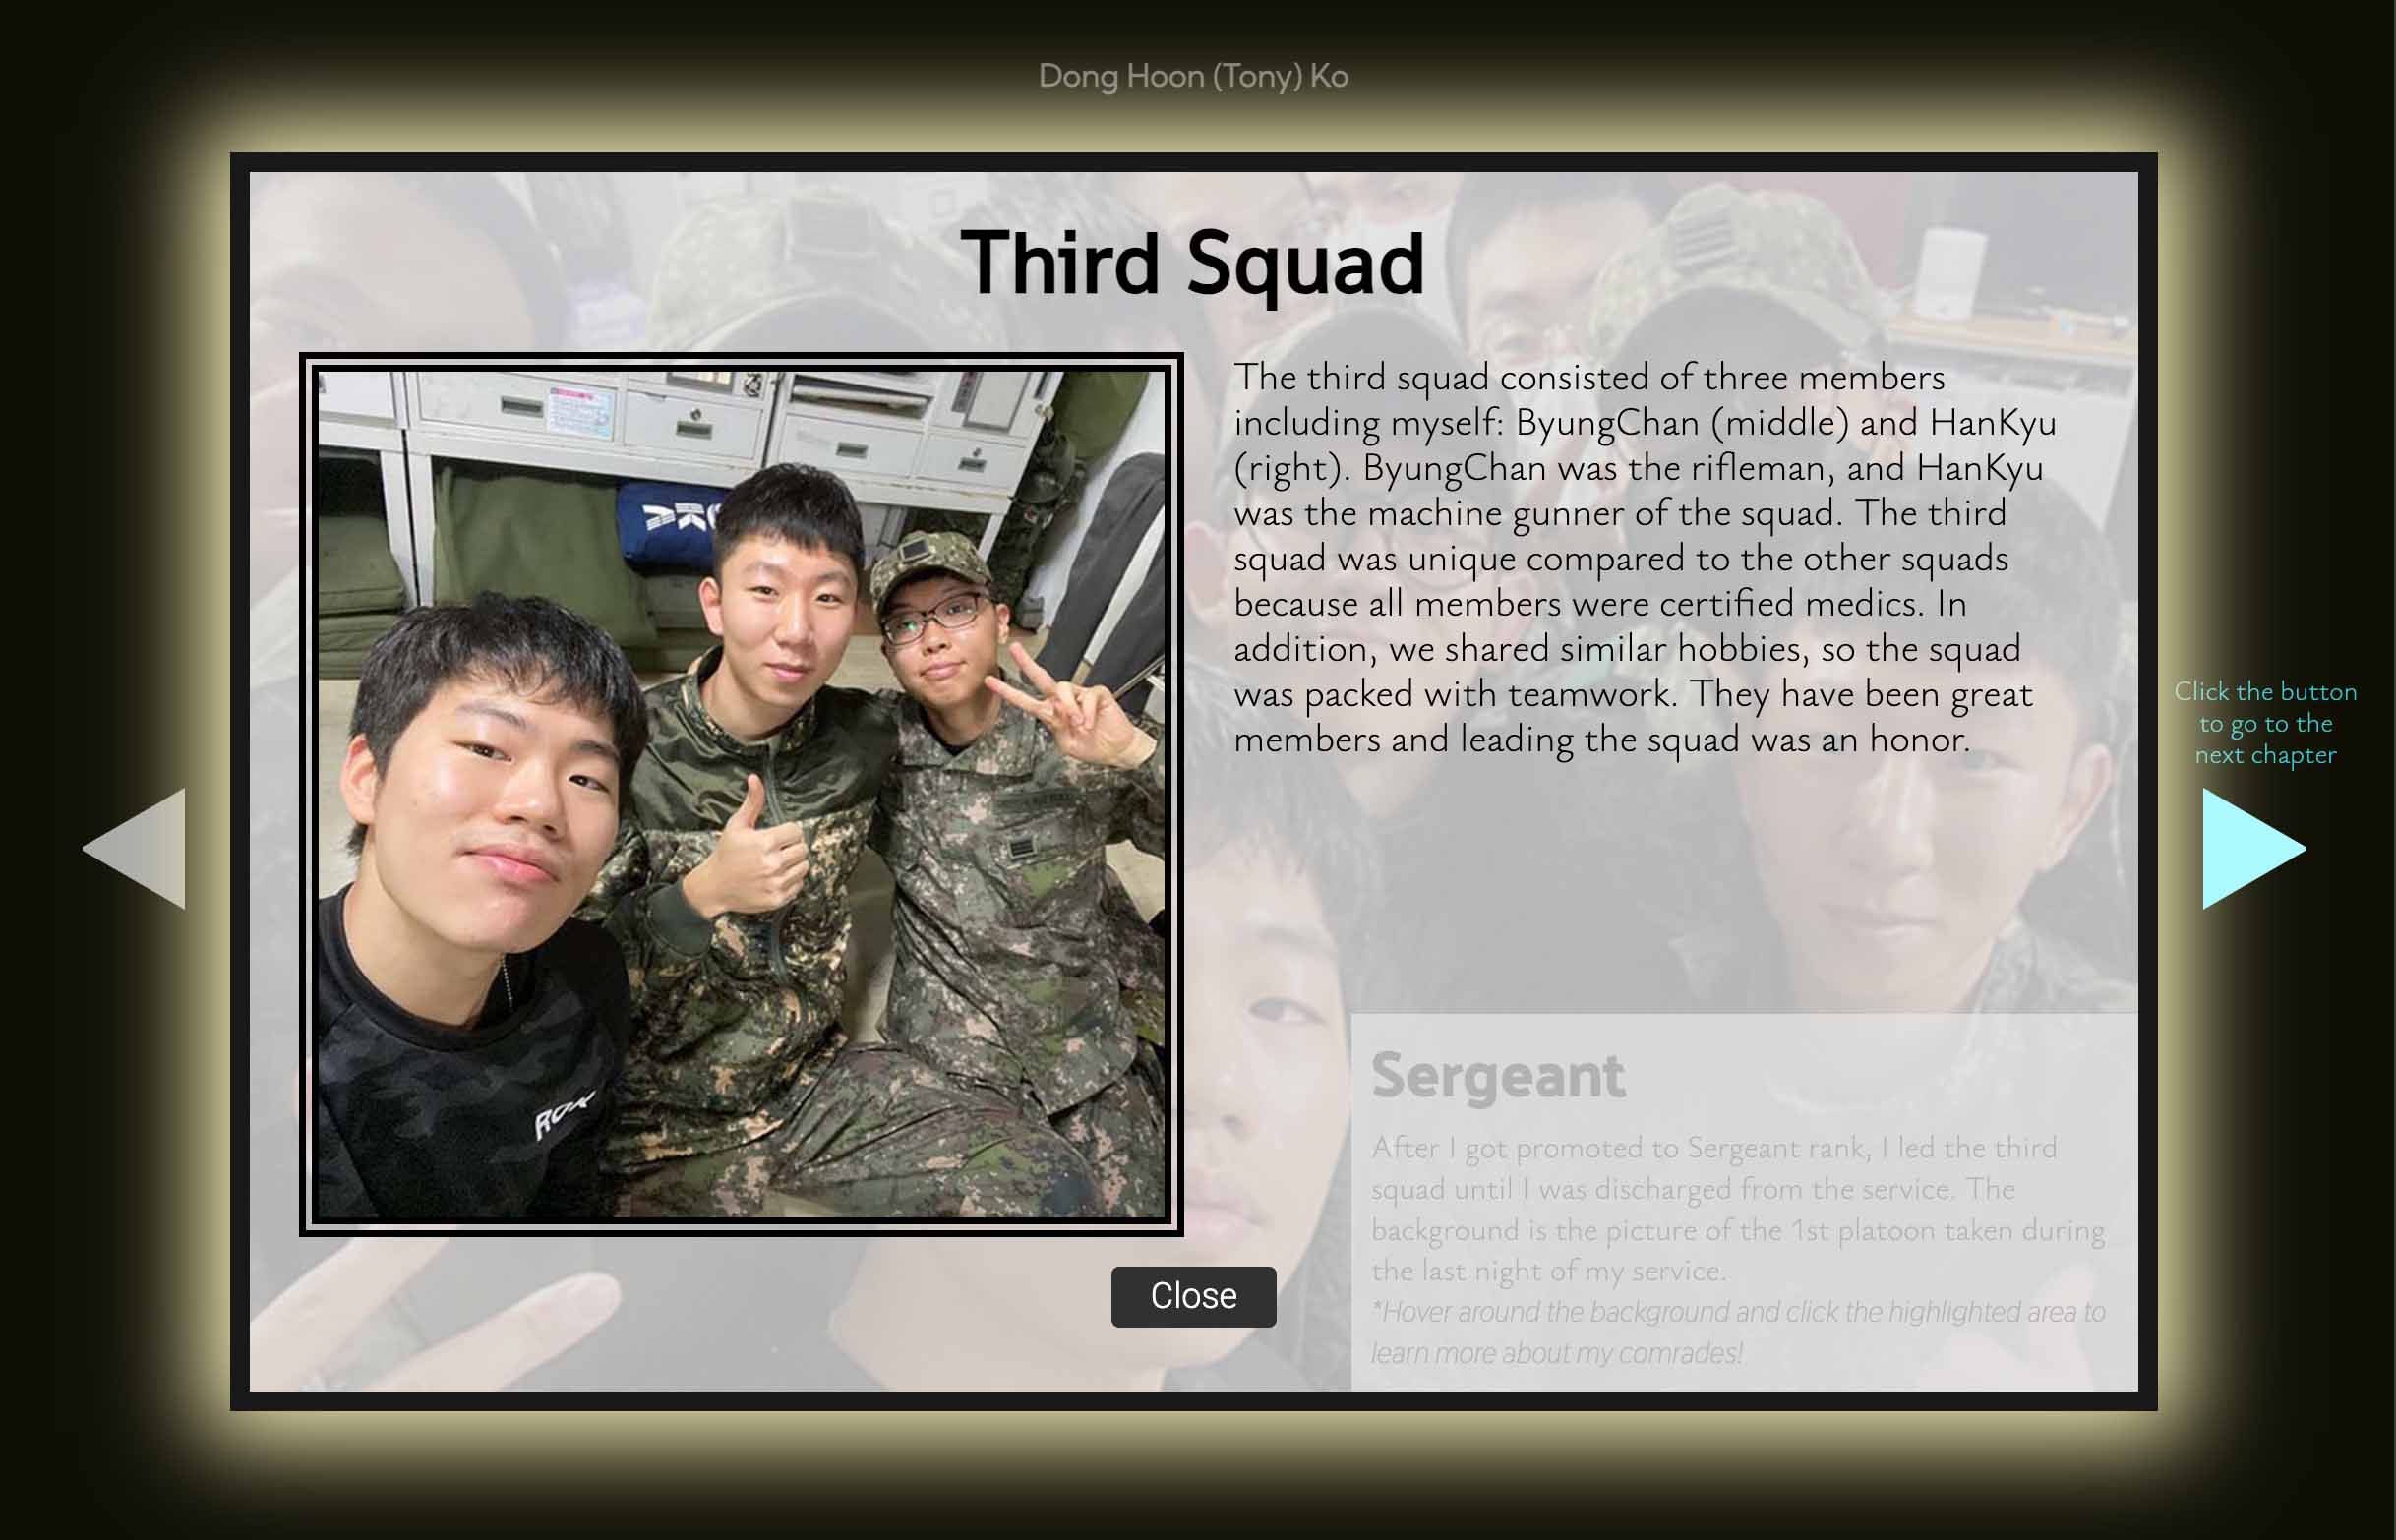 Dong Hoon (Tony) Ko
Third Squad
The third squad consisted of three members
including myself: ByungChan (middle) and HanKyu
(right). ByungChan was the rifleman, and HanKyu
was the machine gunner of the squad. The third
squad was unique compared to the other squads
because all members were certified medics. In
addition, we shared similar hobbies, so the squad
was packed with teamwork. They have been great
members and leading the squad was an honor.
ROK
Click the button
to go to the
next chapter
Sergeant
After I got promoted to Sergeant rank, I led the third
squad until I was discharged from the service. The
background is the picture of the 1st platoon taken during
the last night of my service.
*Hover around the background and click the highlighted area to
learn more about my comrades!
Close